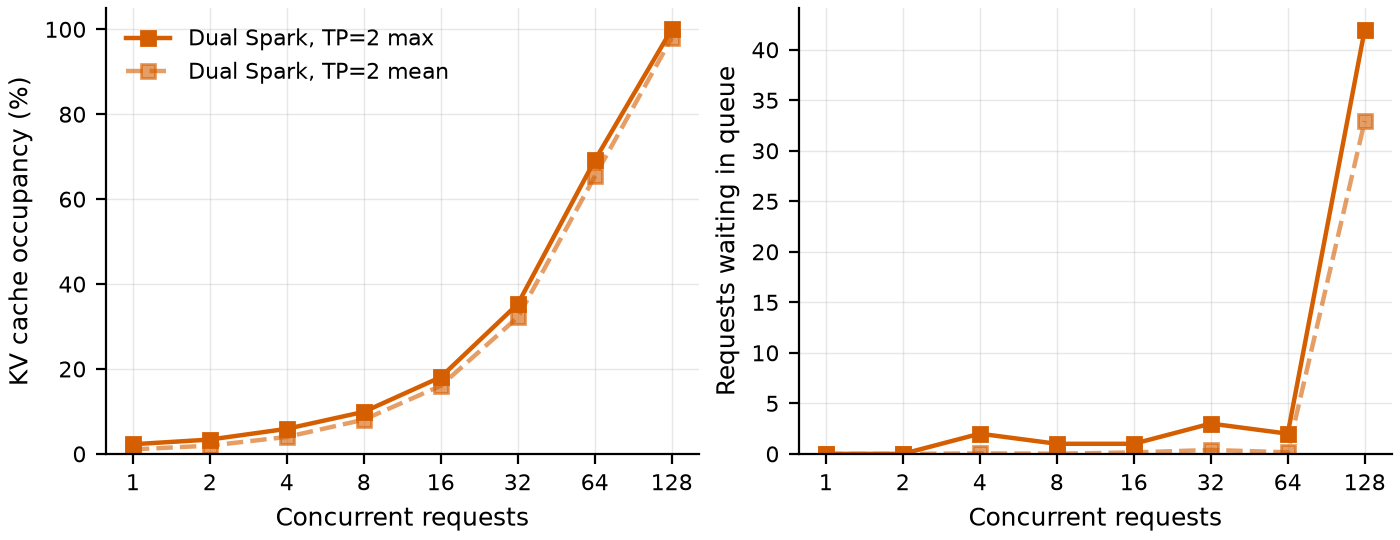 KV cache occupancy (%)
100
80
60
40
20
0
Dual Spark, TP=2 max
Dual Spark, TP=2 mean
1 2 4 8 16 32 64 128
Concurrent requests
Requests waiting in queue
40
35
30
25
20
15
10
5
0
1 2 4 8 16 32 64 128
Concurrent requests